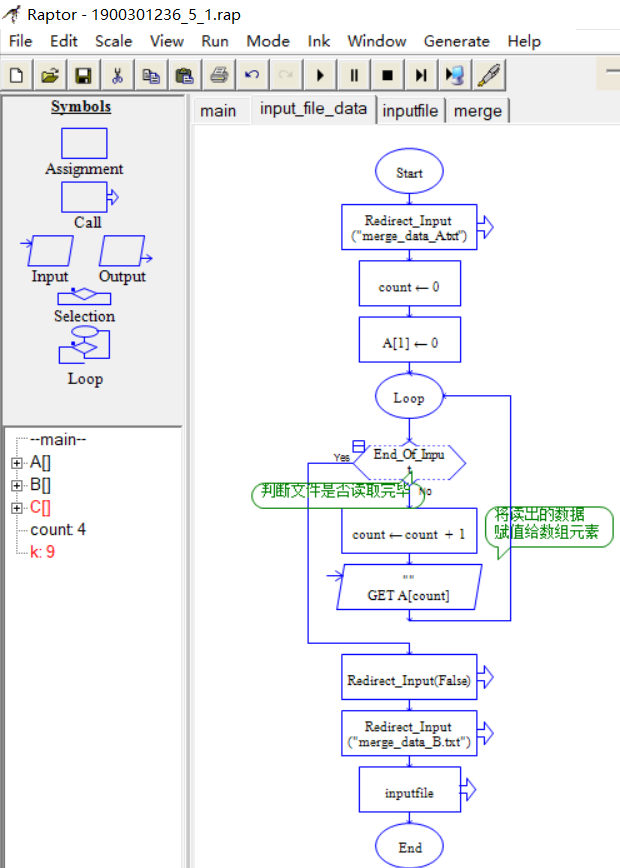 Raptor - 1900301236_5_1.rap
File Edit Scale View Run Mode Ink Window Generate Help
Symbols
Assignment
Call
Input Output
Selection
Loop
--main--
A[]
B[]
C[]
count: 4
k: 9
main input_file_data inputfile merge
Start
Redirect_Input
("merge_data_A.txt")
count ← 0
A[1] ← 0
Loop
End_Of_Inpu
t
Yes
No
判断文件是否读取完毕
将读出的数据
赋值给数组元素
count ← count + 1
""
GET A[count]
Redirect_Input(False)
Redirect_Input
("merge_data_B.txt")
inputfile
End